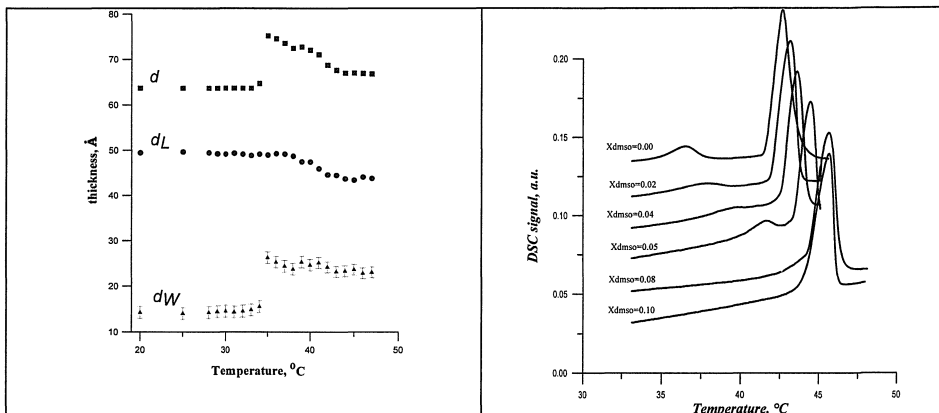 80
70
60
50
40
30
20
10
thickness, Å
d
dL
dW
20
30
40
50
Temperature, ⁰C
0.20
0.15
0.10
0.05
0.00
DSC signal, a.u.
Xdmso=0.00
Xdmso=0.02
Xdmso=0.04
Xdmso=0.05
Xdmso=0.08
Xdmso=0.10
30
35
40
45
50
Temperature, °C